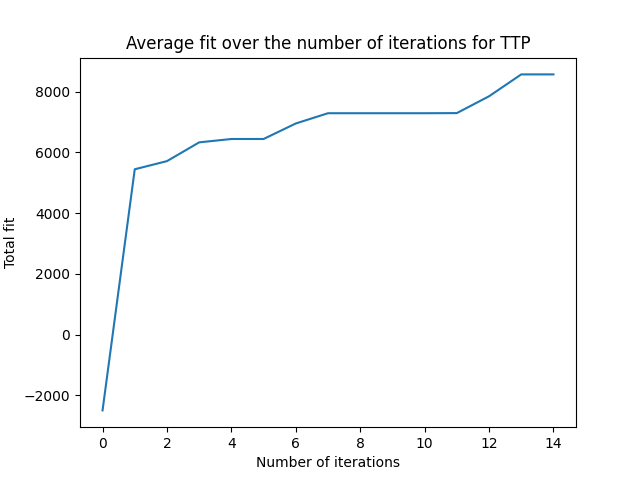 Average fit over the number of iterations for TTP
Total fit
8000
6000
4000
2000
0
−2000
0 2 4 6 8 10 12 14
Number of iterations